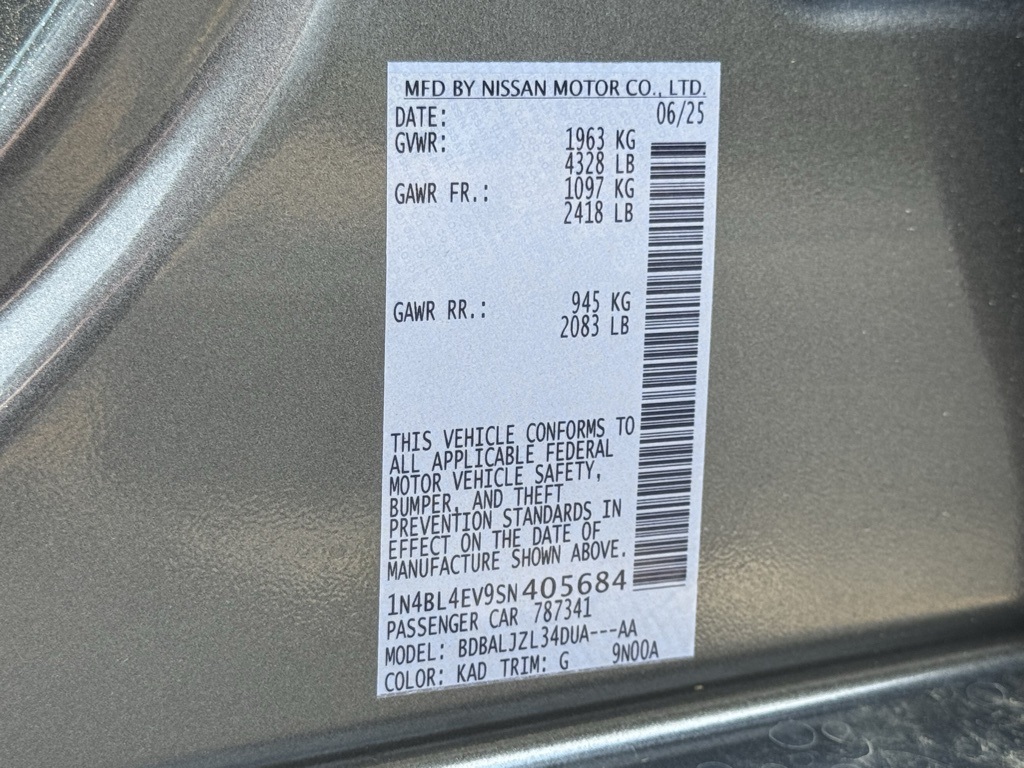 MFD BY NISSAN MOTOR CO., LTD.
DATE: 06/25
GVWR: 1963 KG
4328 LB
GAWR FR.: 1097 KG
2418 LB
GAWR RR.: 945 KG
2083 LB
THIS VEHICLE CONFORMS TO
ALL APPLICABLE FEDERAL
MOTOR VEHICLE SAFETY,
BUMPER, AND THEFT
PREVENTION STANDARDS IN
EFFECT ON THE DATE OF
MANUFACTURE SHOWN ABOVE.
1N4BL4EV9SN405684
PASSENGER CAR 787341
MODEL: BDBALJZL34DUA---AA
COLOR: KAD TRIM: G 9N00A